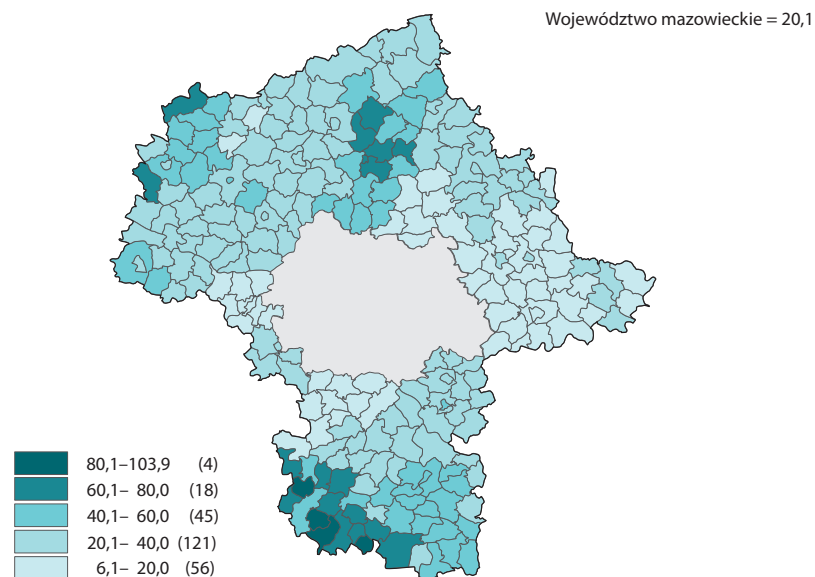 Województwo mazowieckie = 20,1
80,1–103,9 (4)
60,1– 80,0 (18)
40,1– 60,0 (45)
20,1– 40,0 (121)
6,1– 20,0 (56)